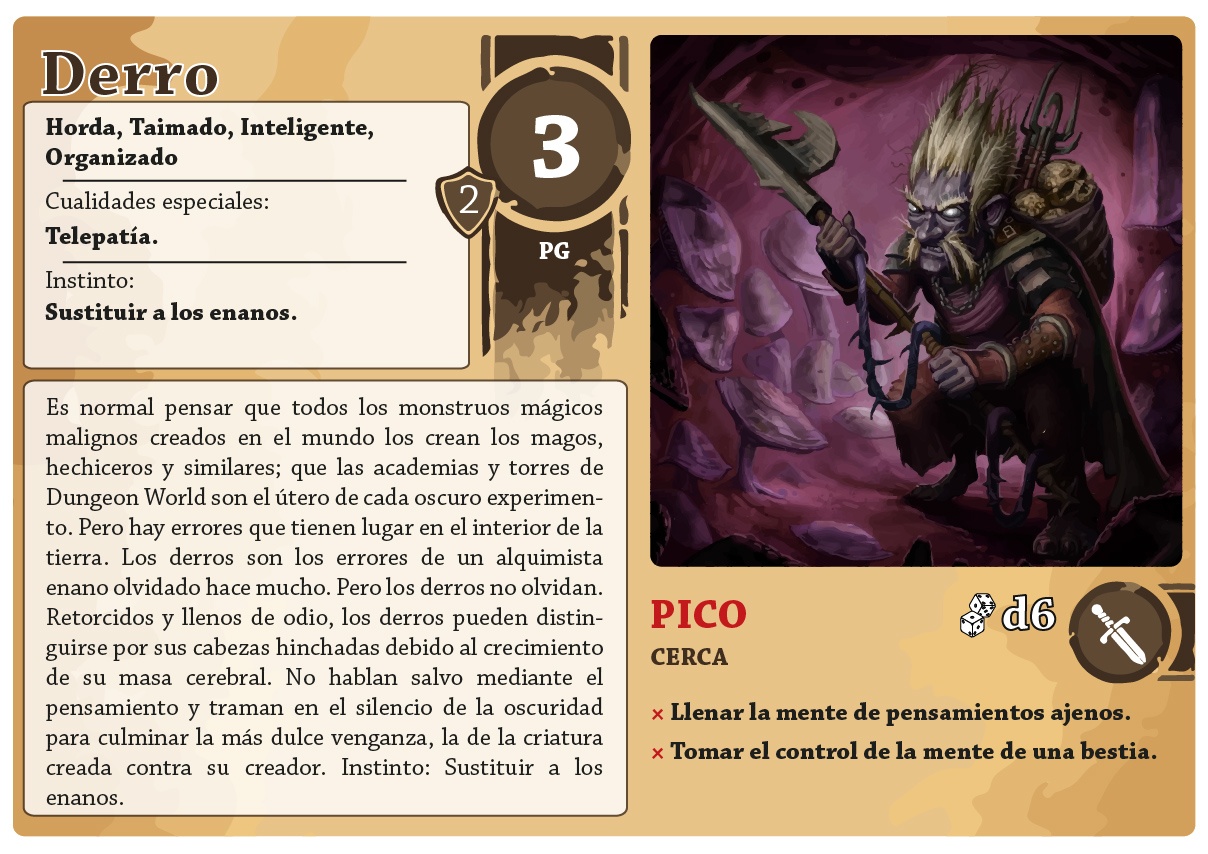 Derro
Horda, Taimado, Inteligente,
Organizado
Cualidades especiales:
Telepatía.
Instinto:
Sustituir a los enanos.
2
3
PG
Es normal pensar que todos los monstruos mágicos
malignos creados en el mundo los crean los magos,
hechiceros y similares; que las academias y torres de
Dungeon World son el útero de cada oscuro experimen-
to. Pero hay errores que tienen lugar en el interior de la
tierra. Los derros son los errores de un alquimista
enano olvidado hace mucho. Pero los derros no olvidan.
Retorcidos y llenos de odio, los derros pueden distin-
guirse por sus cabezas hinchadas debido al crecimiento
de su masa cerebral. No hablan salvo mediante el
pensamiento y traman en el silencio de la oscuridad
para culminar la más dulce venganza, la de la criatura
creada contra su creador. Instinto: Sustituir a los
enanos.
PICO
d6
CERCA
× Llenar la mente de pensamientos ajenos.
× Tomar el control de la mente de una bestia.